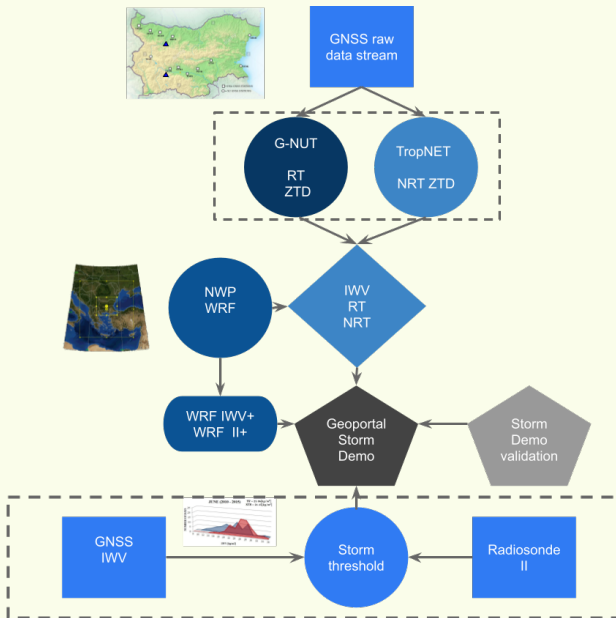 GNSS raw
data stream
G-NUT
RT
ZTD
TropNET
NRT ZTD
NWP
WRF
IWV
RT
NRT
WRF IWV+
WRF II+
Geoportal
Storm
Demo
Storm
Demo
validation
GNSS
IWV
Storm
threshold
Radiosonde
II